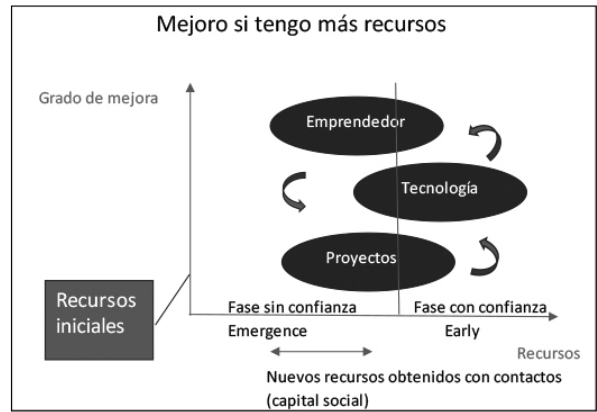 Mejoro si tengo más recursos
Grado de mejora
Emprendedor
Tecnología
Proyectos
Recursos
iniciales
Fase sin confianza
Fase con confianza
Emergence
Early
Recursos
Nuevos recursos obtenidos con contactos
(capital social)